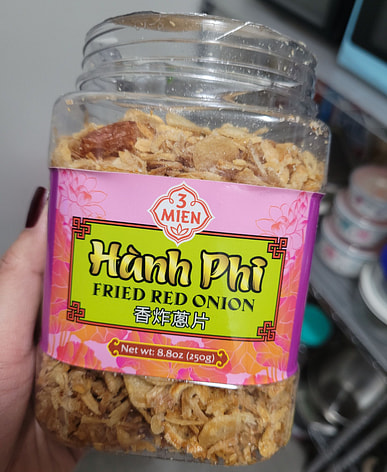 3
MIEN
Hành Phi
FRIED RED ONION
香炸蔥片
Net wt: 8.8oz (250g)